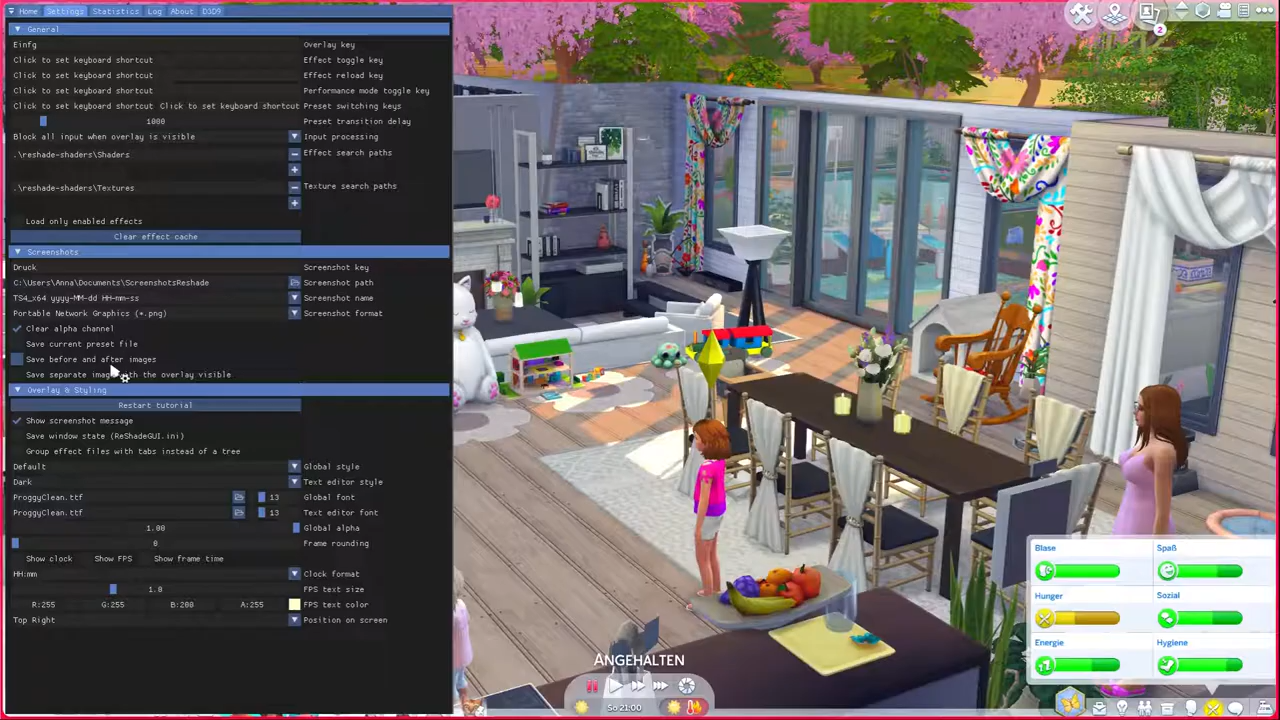 Home Settings Statistics Log About D3D9
General
Einfg Overlay key
Click to set keyboard shortcut Effect toggle key
Click to set keyboard shortcut Effect reload key
Click to set keyboard shortcut Performance mode toggle key
Click to set keyboard shortcut Click to set keyboard shortcut Preset switching keys
1000 Preset transition delay
Block all input when overlay is visible Input processing
.\reshade-shaders\Shaders Effect search paths
.\reshade-shaders\Textures Texture search paths
Load only enabled effects
Clear effect cache
Screenshots
Druck Screenshot key
C:\Users\Anna\Documents\ScreenshotsReshade Screenshot path
TS4_x64 yyyy-MM-dd HH-mm-ss Screenshot name
Portable Network Graphics (*.png) Screenshot format
Clear alpha channel
Save current preset file
Save before and after images
Save separate image with the overlay visible
Overlay & Styling
Restart tutorial
Show screenshot message
Save window state (ReShadeGUI.ini)
Group effect files with tabs instead of a tree
Default Global style
Dark Text editor style
ProggyClean.ttf 13 Global font
ProggyClean.ttf 13 Text editor font
1.00 Global alpha
0 Frame rounding
Show clock Show FPS Show frame time
HH:mm Clock format
1.0 FPS text size
R:255 G:255 B:200 A:255 FPS text color
Top Right Position on screen
2
Blase Spaß
Hunger Sozial
Energie Hygiene
ANGEHALTEN
So 21:00